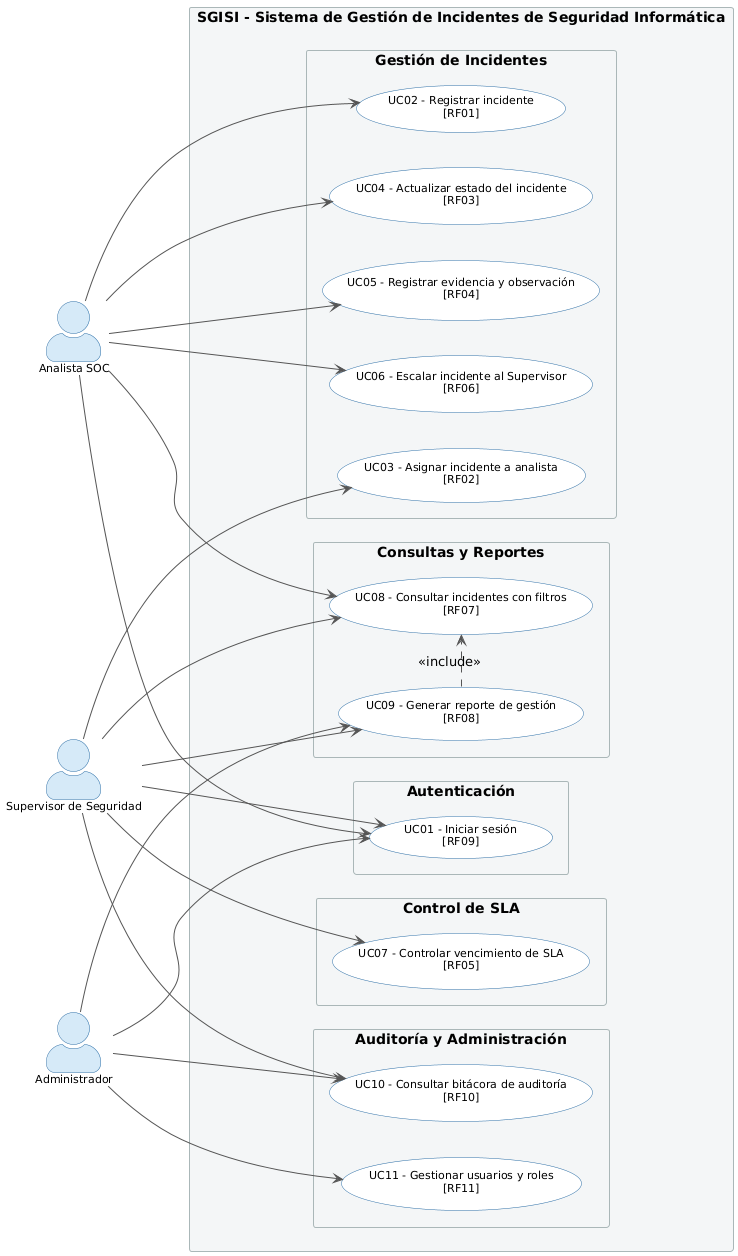 SGISI - Sistema de Gestión de Incidentes de Seguridad Informática
Gestión de Incidentes
UC02 - Registrar incidente
[RF01]
UC04 - Actualizar estado del incidente
[RF03]
UC05 - Registrar evidencia y observación
[RF04]
UC06 - Escalar incidente al Supervisor
[RF06]
Analista SOC
UC03 - Asignar incidente a analista
[RF02]
Consultas y Reportes
UC08 - Consultar incidentes con filtros
[RF07]
«include»
UC09 - Generar reporte de gestión
[RF08]
Supervisor de Seguridad
Autenticación
UC01 - Iniciar sesión
[RF09]
Control de SLA
UC07 - Controlar vencimiento de SLA
[RF05]
Auditoría y Administración
Administrador
UC10 - Consultar bitácora de auditoría
[RF10]
UC11 - Gestionar usuarios y roles
[RF11]